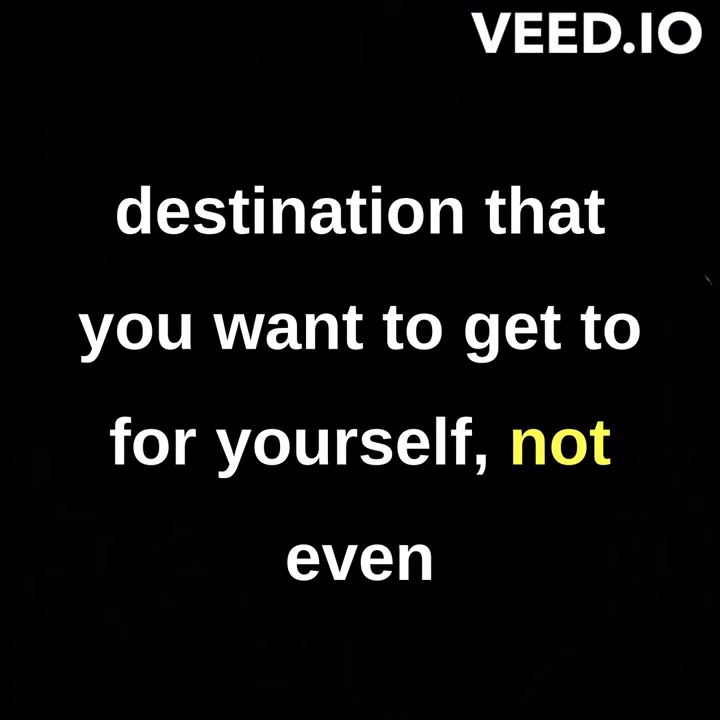 VEED.IO
destination that
you want to get to
for yourself, not
even